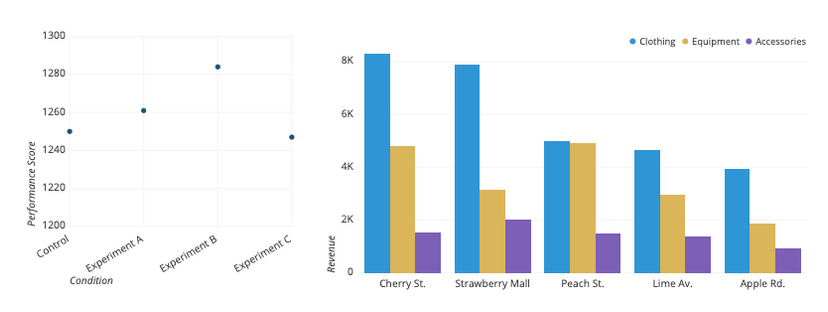 1300
1280
1260
1240
1220
1200
Performance Score
Control
Experiment A
Experiment B
Experiment C
Condition
Clothing Equipment Accessories
8K
6K
4K
2K
0
Revenue
Cherry St. Strawberry Mall Peach St. Lime Av. Apple Rd.